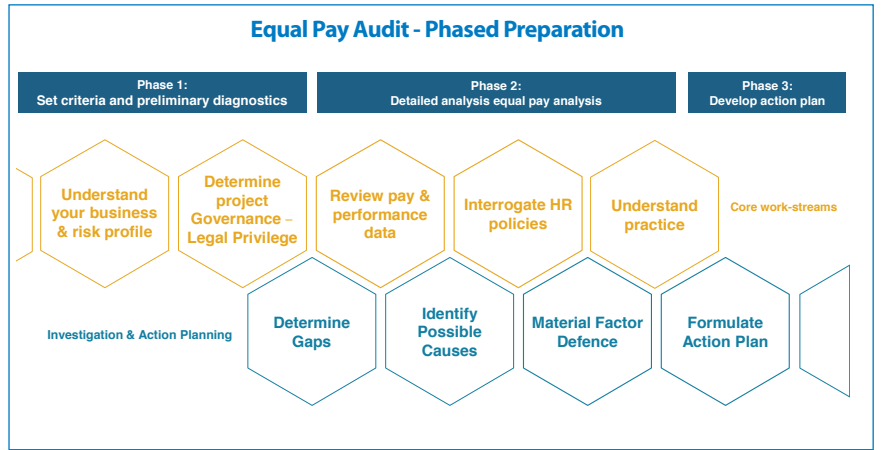 Equal Pay Audit - Phased Preparation
Phase 1:
Set criteria and preliminary diagnostics
Phase 2:
Detailed analysis equal pay analysis
Phase 3:
Develop action plan
Understand
your business
& risk profile
Determine
project
Governance –
Legal Privilege
Review pay &
performance
data
Interrogate HR
policies
Understand
practice
Core work-streams
Investigation & Action Planning
Determine
Gaps
Identify
Possible
Causes
Material Factor
Defence
Formulate
Action Plan